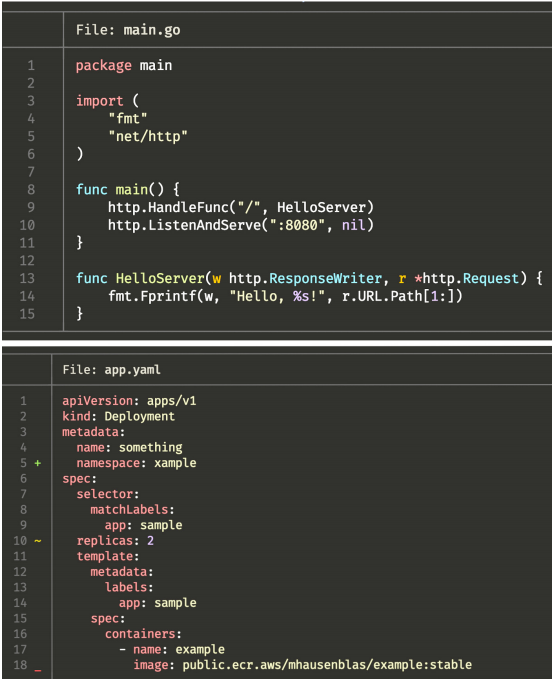 File: main.go
1 package main
2
3 import (
4     "fmt"
5     "net/http"
6 )
7
8 func main() {
9     http.HandleFunc("/", HelloServer)
10     http.ListenAndServe(":8080", nil)
11 }
12
13 func HelloServer(w http.ResponseWriter, r *http.Request) {
14     fmt.Fprintf(w, "Hello, %s!", r.URL.Path[1:])
15 }
File: app.yaml
1 apiVersion: apps/v1
2 kind: Deployment
3 metadata:
4   name: something
5 +   namespace: xample
6 spec:
7   selector:
8     matchLabels:
9       app: sample
10 ~   replicas: 2
11   template:
12     metadata:
13       labels:
14         app: sample
15     spec:
16       containers:
17         - name: example
18 _           image: public.ecr.aws/mhausenblas/example:stable